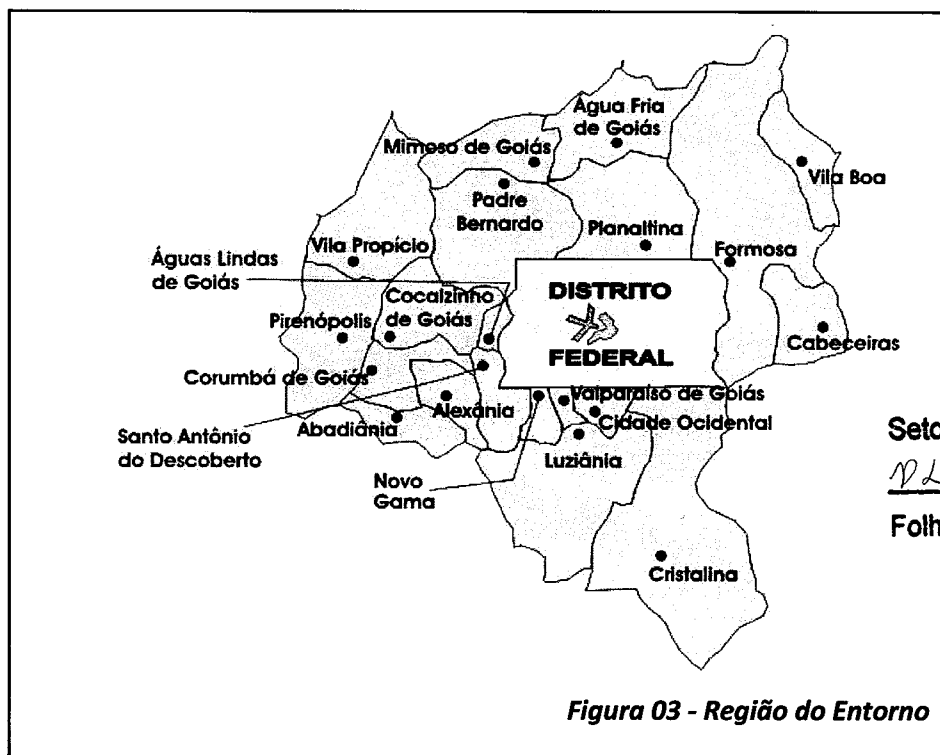 Água Fria
de Goiás
Mimoso de Goiás
Vila Boa
Padre
Bernardo
Planaltina
Vila Propício
Formosa
Águas Lindas
de Goiás
Cocalzinho
de Goiás
DISTRITO
FEDERAL
Pirenópolis
Cabeceiras
Corumbá de Goiás
Valparaíso de Goiás
Alexânia
Cidade Ocidental
Abadiânia
Santo Antônio
do Descoberto
Luziânia
Novo
Gama
Cristalina
Seto
Folh
Figura 03 - Região do Entorno